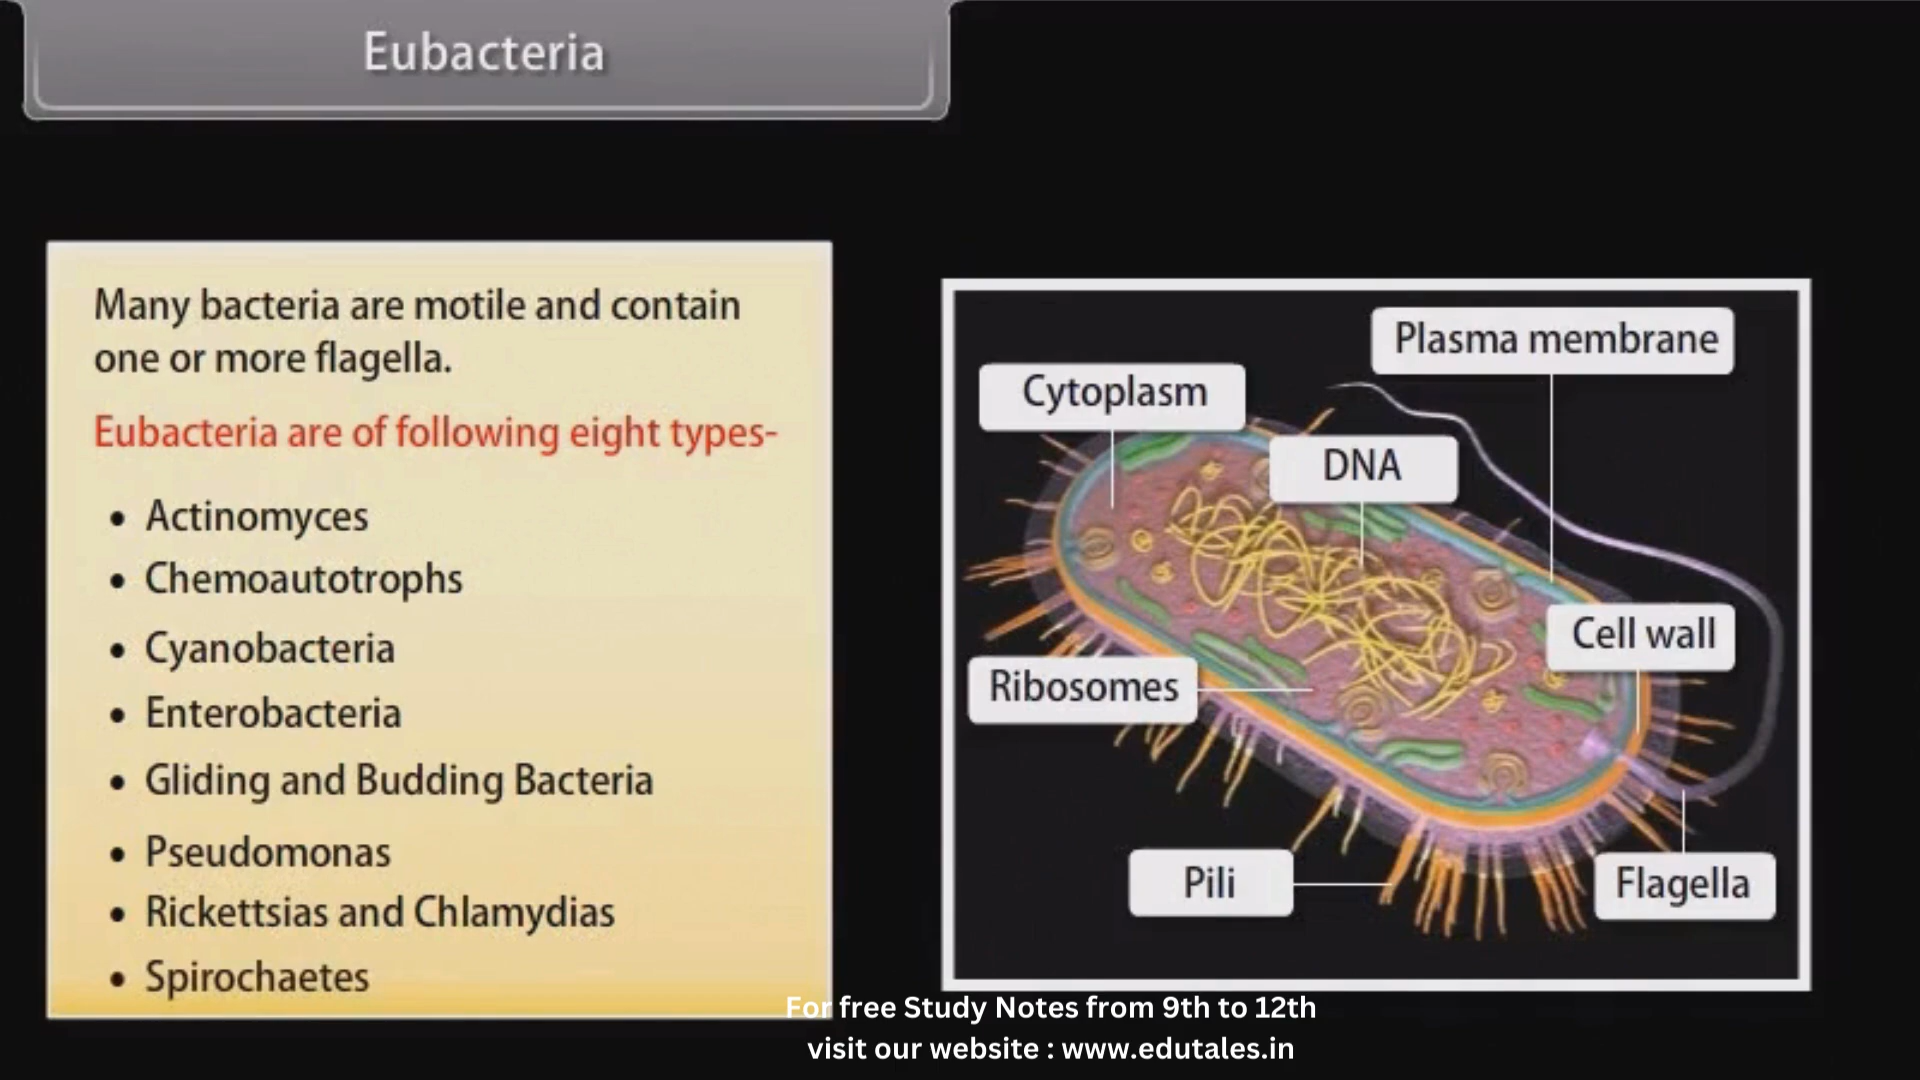 Eubacteria
Many bacteria are motile and contain
one or more flagella.
Eubacteria are of following eight types-
• Actinomyces
• Chemoautotrophs
• Cyanobacteria
• Enterobacteria
• Gliding and Budding Bacteria
• Pseudomonas
• Rickettsias and Chlamydias
• Spirochaetes
Plasma membrane
Cytoplasm
DNA
Cell wall
Ribosomes
Pili
Flagella
For free Study Notes from 9th to 12th
visit our website : www.edutales.in